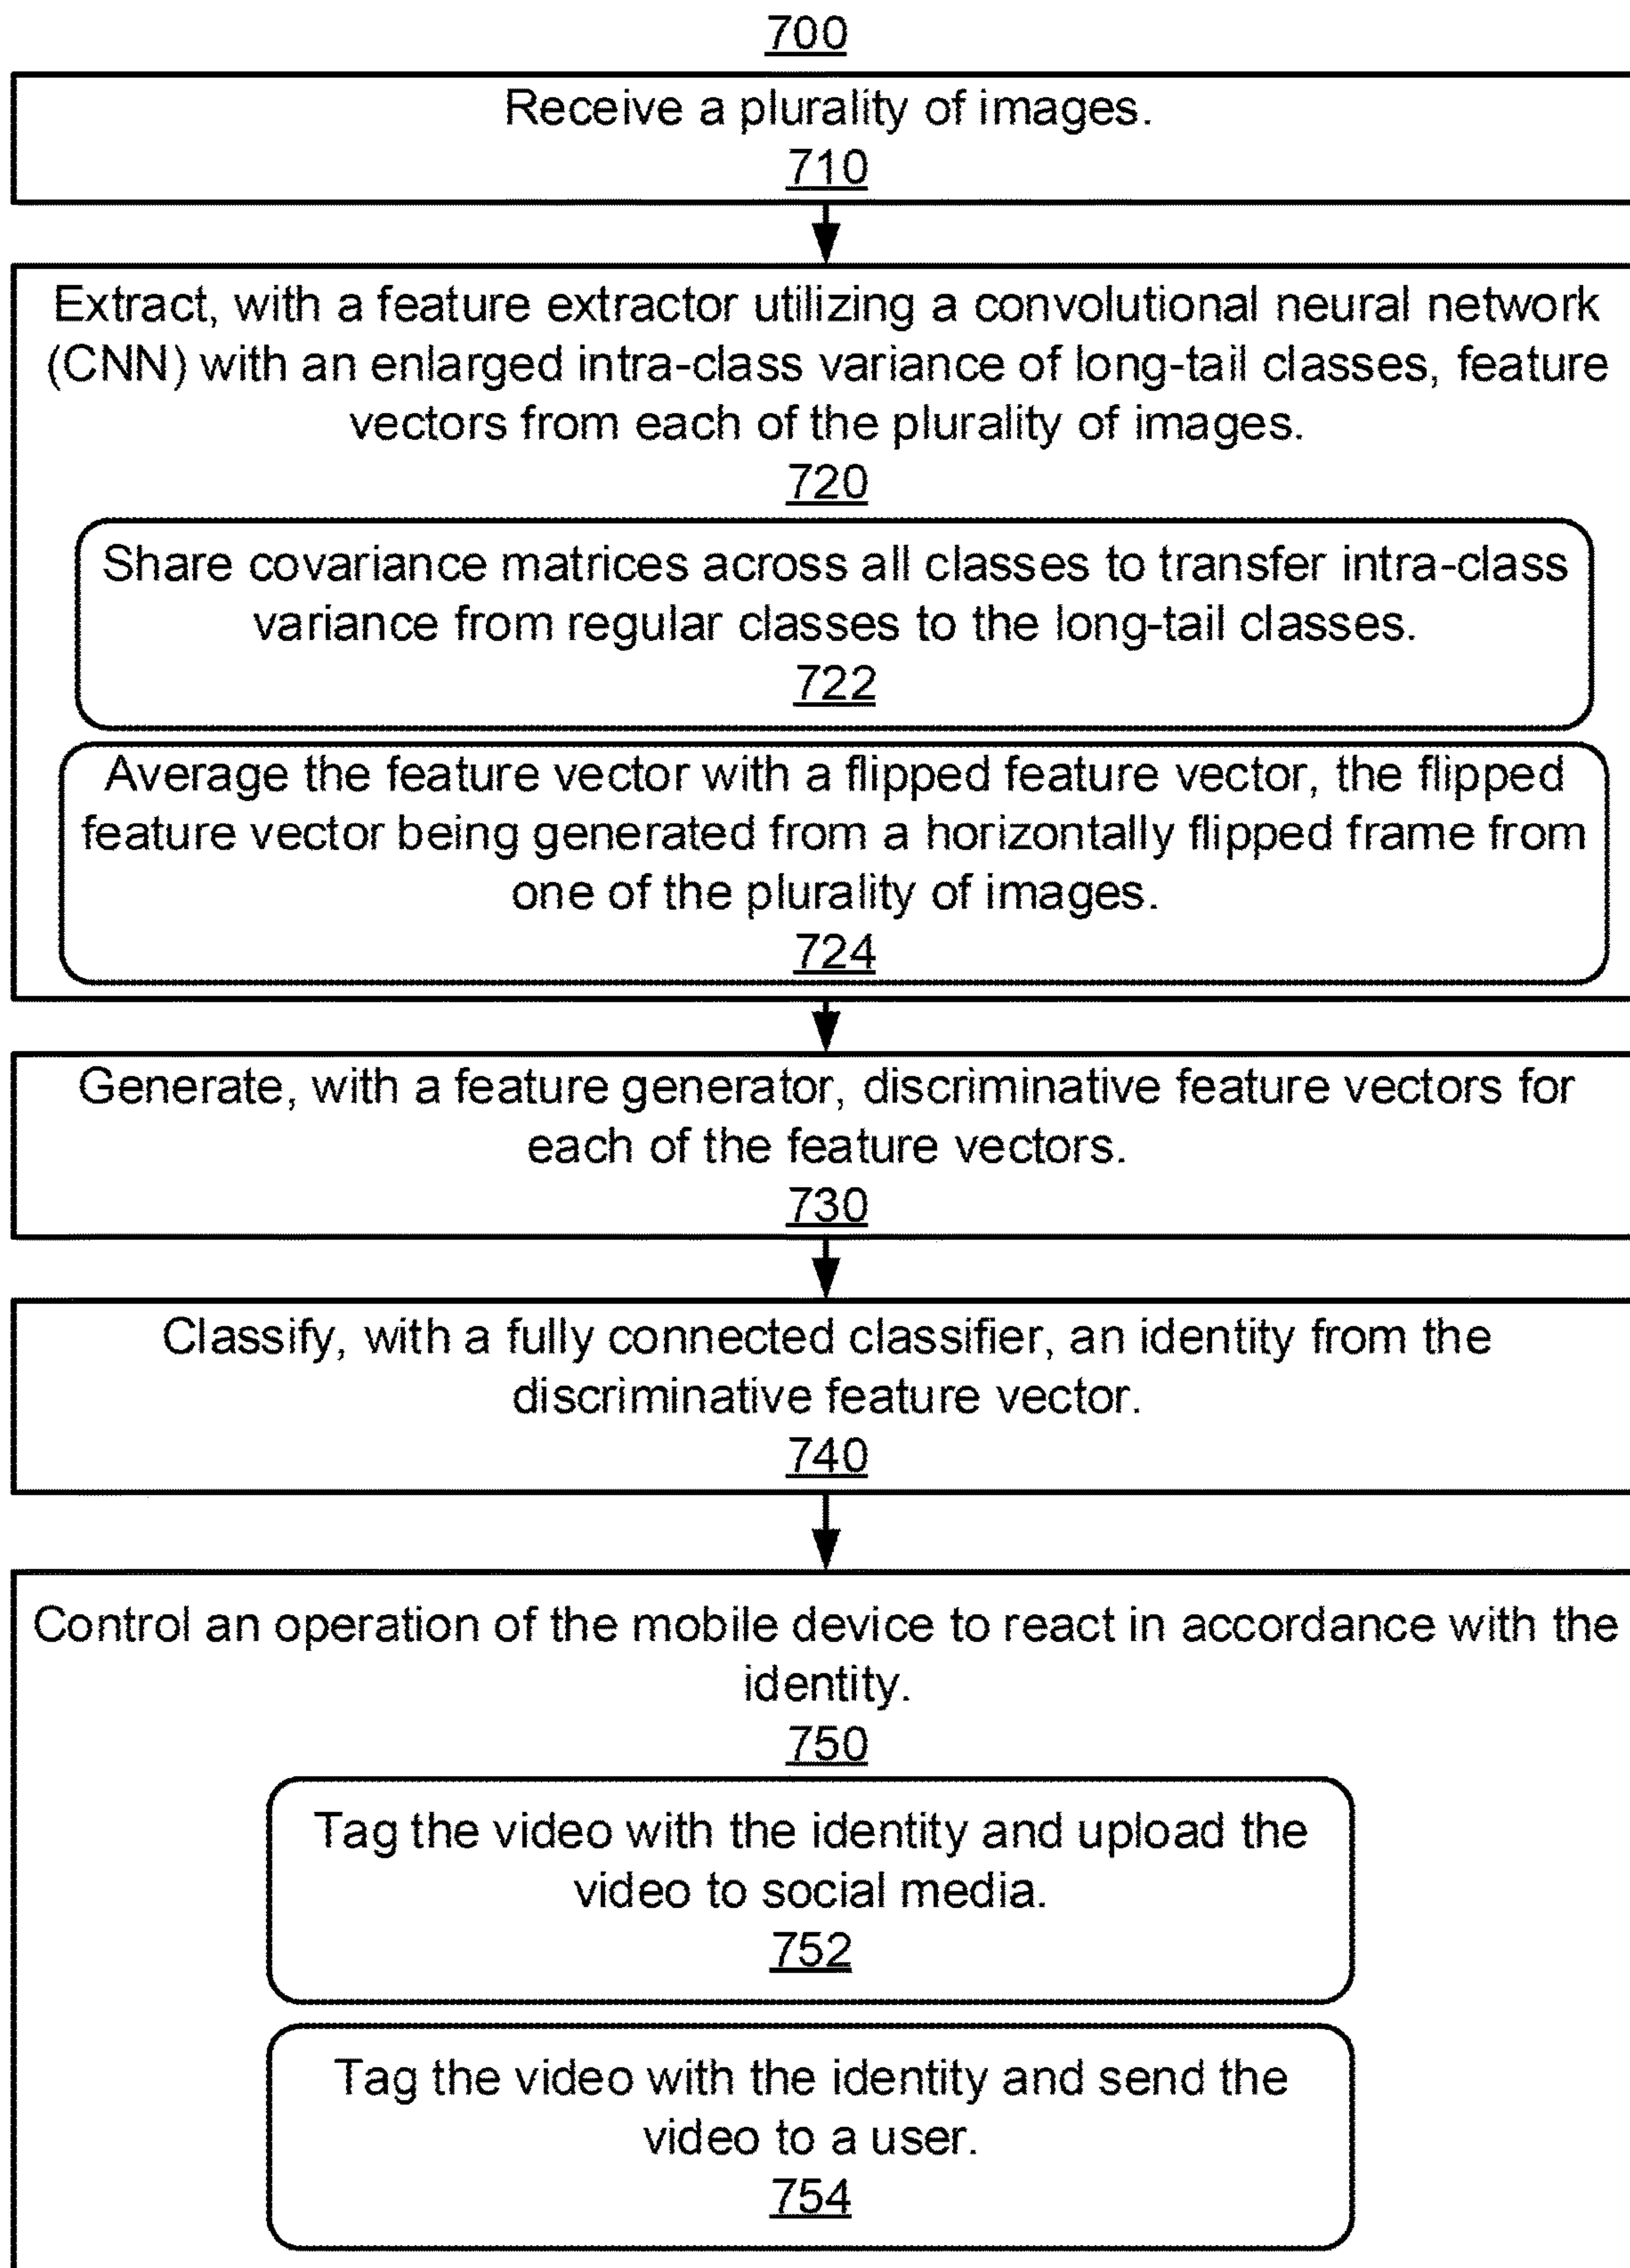 700
Receive a plurality of images.
710
Extract, with a feature extractor utilizing a convolutional neural network
(CNN) with an enlarged intra-class variance of long-tail classes, feature
vectors from each of the plurality of images.
720
Share covariance matrices across all classes to transfer intra-class
variance from regular classes to the long-tail classes.
722
Average the feature vector with a flipped feature vector, the flipped
feature vector being generated from a horizontally flipped frame from
one of the plurality of images.
724
Generate, with a feature generator, discriminative feature vectors for
each of the feature vectors.
730
Classify, with a fully connected classifier, an identity from the
discriminative feature vector.
740
Control an operation of the mobile device to react in accordance with the
identity.
750
Tag the video with the identity and upload the
video to social media.
752
Tag the video with the identity and send the
video to a user.
754